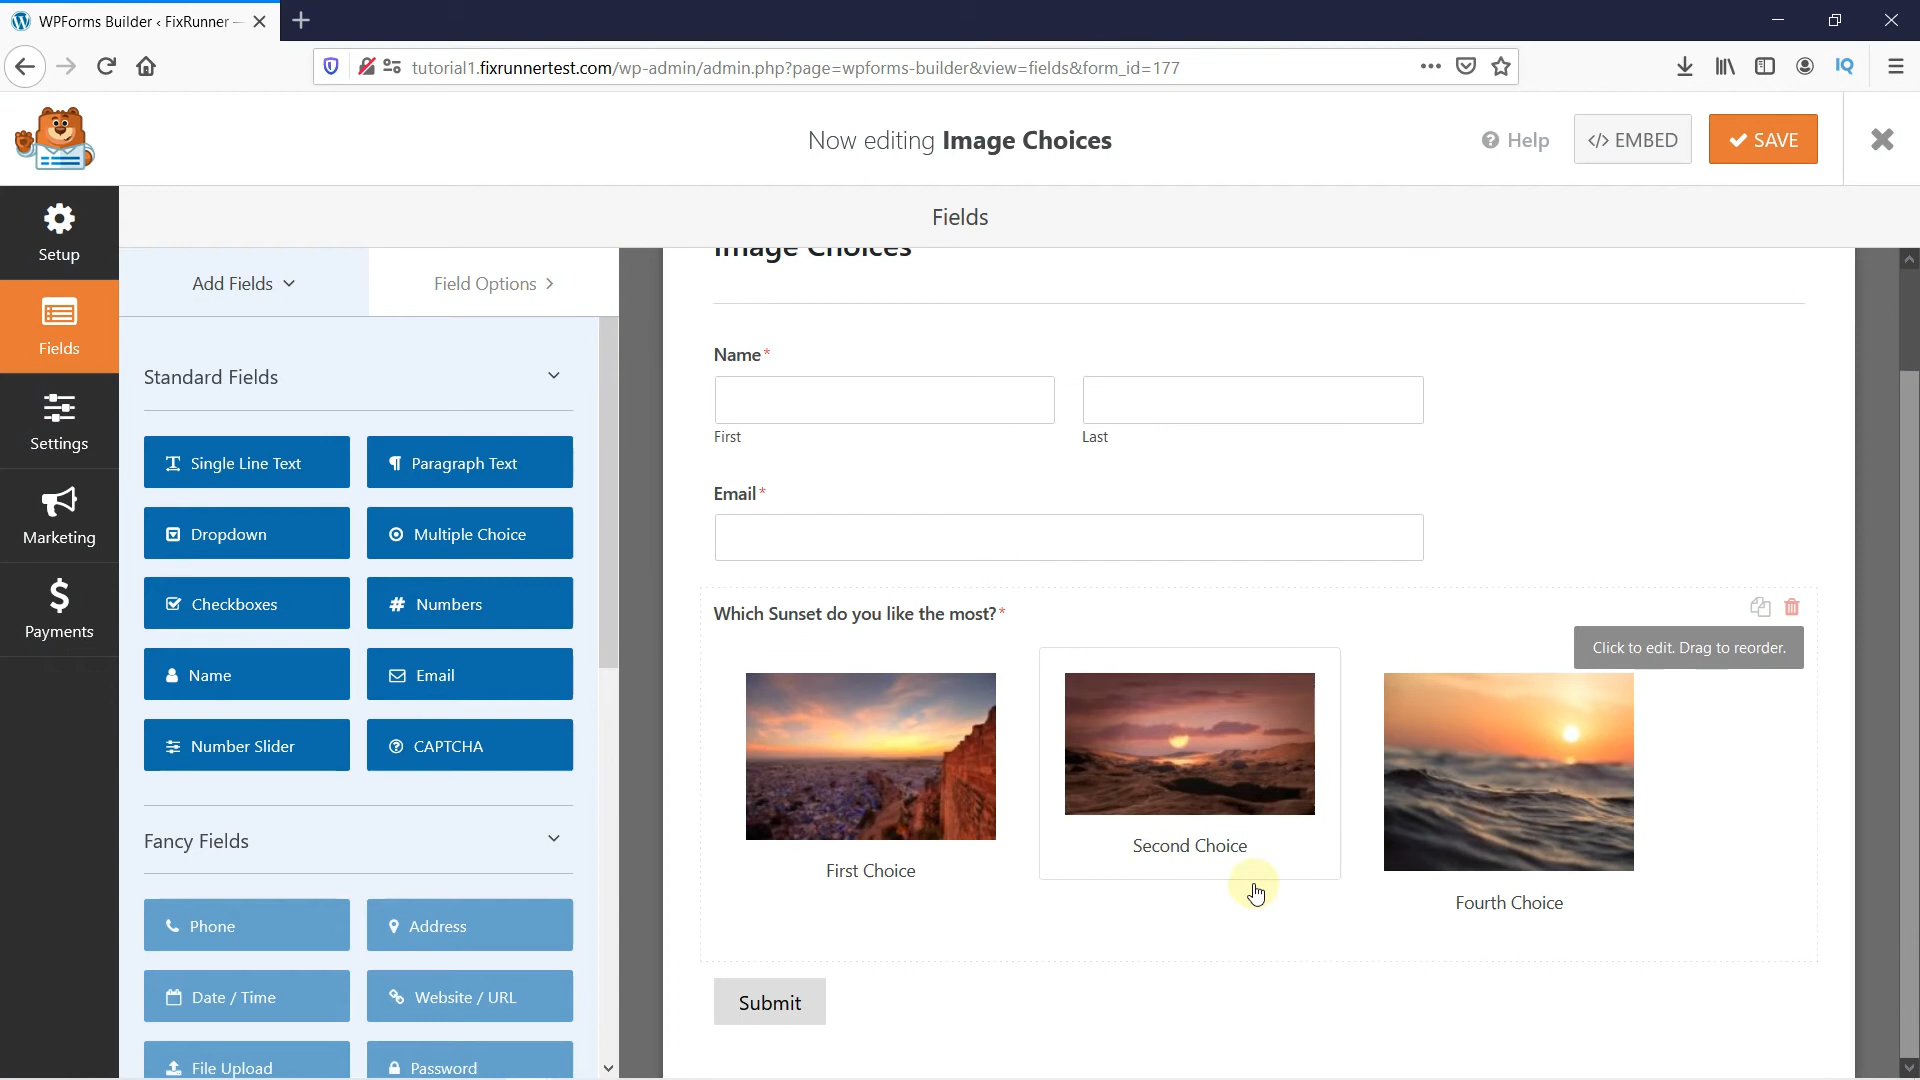 WPForms Builder ‹ FixRunner —
tutorial1.fixrunnertest.com/wp-admin/admin.php?page=wpforms-builder&view=fields&form_id=177
IQ
Now editing Image Choices
Help
</> EMBED
SAVE
Setup
Fields
Settings
Marketing
Payments
Fields
Add Fields
Field Options
Standard Fields
Single Line Text
Paragraph Text
Dropdown
Multiple Choice
Checkboxes
Numbers
Name
Email
Number Slider
CAPTCHA
Fancy Fields
Phone
Address
Date / Time
Website / URL
File Upload
Password
Image Choices
Name*
First
Last
Email*
Which Sunset do you like the most?*
Click to edit. Drag to reorder.
First Choice
Second Choice
Fourth Choice
Submit